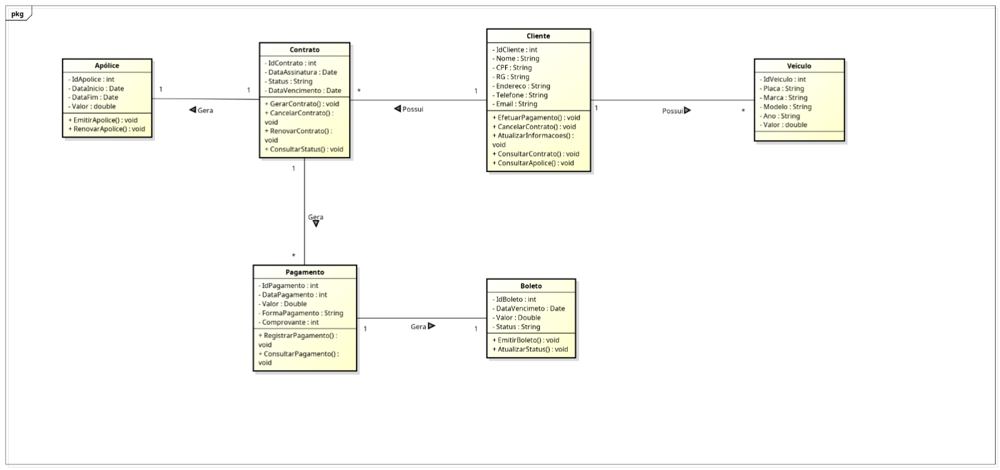 pkg
Apólice
- IdApolice : int
- DataInicio : Date
- DataFim : Date
- Valor : double
+ EmitirApolice() : void
+ RenovarApolice() : void
1
1
Gera
Contrato
- IdContrato : int
- DataAssinatura : Date
- Status : String
- DataVencimento : Date
+ GerarContrato() : void
+ CancelarContrato() :
void
+ RenovarContrato() :
void
+ ConsultarStatus() : void
*
1
Possui
Cliente
- IdCliente : int
- Nome : String
- CPF : String
- RG : String
- Endereco : String
- Telefone : String
- Email : String
+ EfetuarPagamento() : void
+ CancelarContrato() : void
+ AtualizarInformacoes() :
void
+ ConsultarContrato() : void
+ ConsultarApolice() : void
1
Possui
*
Veículo
- IdVeiculo : int
- Placa : String
- Marca : String
- Modelo : String
- Ano : String
- Valor : double
1
Gera
*
Pagamento
- IdPagamento : int
- DataPagamento : int
- Valor : Double
- FormaPagamento : String
- Comprovante : int
+ RegistrarPagamento() :
void
+ ConsultarPagamento() :
void
1
Gera
1
Boleto
- IdBoleto : int
- DataVencimeto : Date
- Valor : Double
- Status : String
+ EmitirBoleto() : void
+ AtualizarStatus() : void